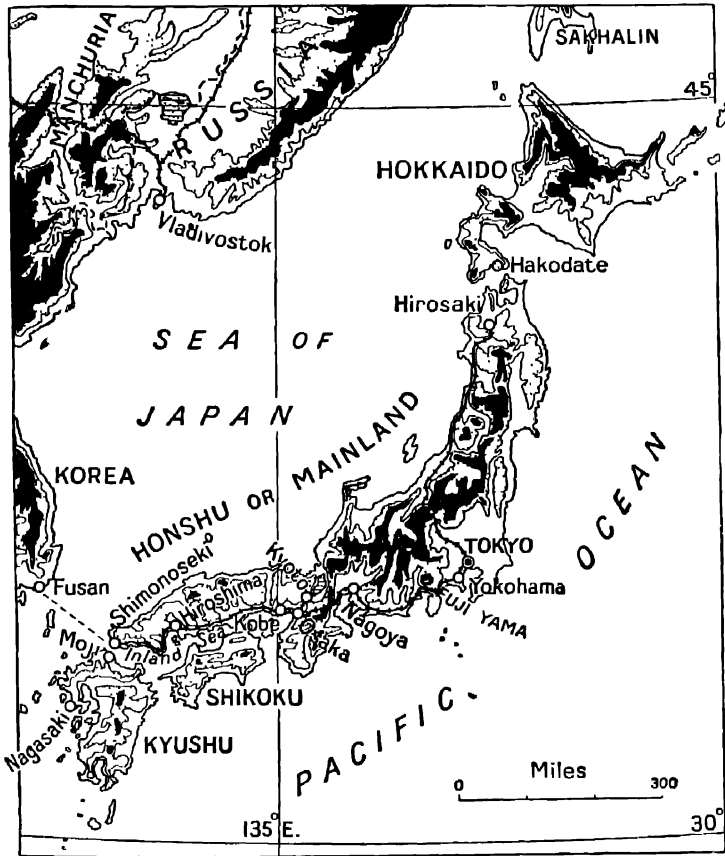 SAKHALIN
MANCHURIA
RUSSIA
45°
HOKKAIDO
Vladivostok
Hakodate
Hirosaki
SEA OF
JAPAN
HONSHU OR MAINLAND
KOREA
OCEAN
Shimonoseki
Kyoto
TOKYO
Fusan
Hiroshima
Yokohama
FUJI YAMA
Kobe
Nagoya
Osaka
Moji
Inland Sea
SHIKOKU
Nagasaki
KYUSHU
PACIFIC
Miles
0 300
135° E.
30°